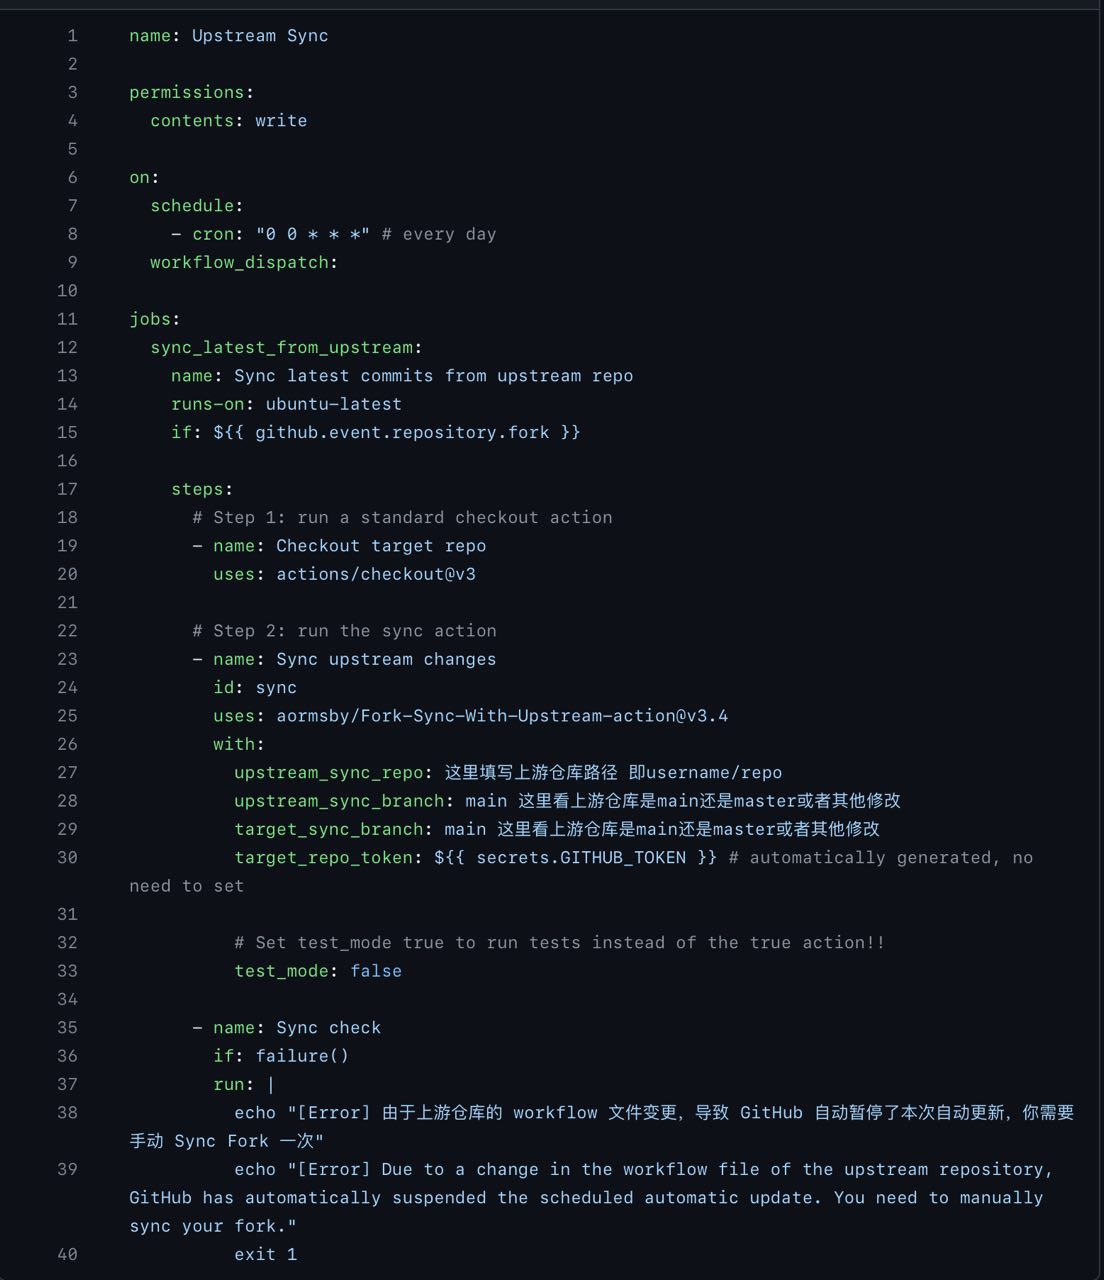 1 name: Upstream Sync
2
3 permissions:
4   contents: write
5
6 on:
7   schedule:
8     - cron: "0 0 * * *" # every day
9   workflow_dispatch:
10
11 jobs:
12   sync_latest_from_upstream:
13     name: Sync latest commits from upstream repo
14     runs-on: ubuntu-latest
15     if: ${{ github.event.repository.fork }}
16
17     steps:
18       # Step 1: run a standard checkout action
19       - name: Checkout target repo
20         uses: actions/checkout@v3
21
22       # Step 2: run the sync action
23       - name: Sync upstream changes
24         id: sync
25         uses: aormsby/Fork-Sync-With-Upstream-action@v3.4
26         with:
27           upstream_sync_repo: 这里填写上游仓库路径 即username/repo
28           upstream_sync_branch: main 这里看上游仓库是main还是master或者其他修改
29           target_sync_branch: main 这里看上游仓库是main还是master或者其他修改
30           target_repo_token: ${{ secrets.GITHUB_TOKEN }} # automatically generated, no
need to set
31
32           # Set test_mode true to run tests instead of the true action!!
33           test_mode: false
34
35       - name: Sync check
36         if: failure()
37         run: |
38           echo "[Error] 由于上游仓库的 workflow 文件变更，导致 GitHub 自动暂停了本次自动更新，你需要
手动 Sync Fork 一次"
39           echo "[Error] Due to a change in the workflow file of the upstream repository,
GitHub has automatically suspended the scheduled automatic update. You need to manually
sync your fork."
40           exit 1